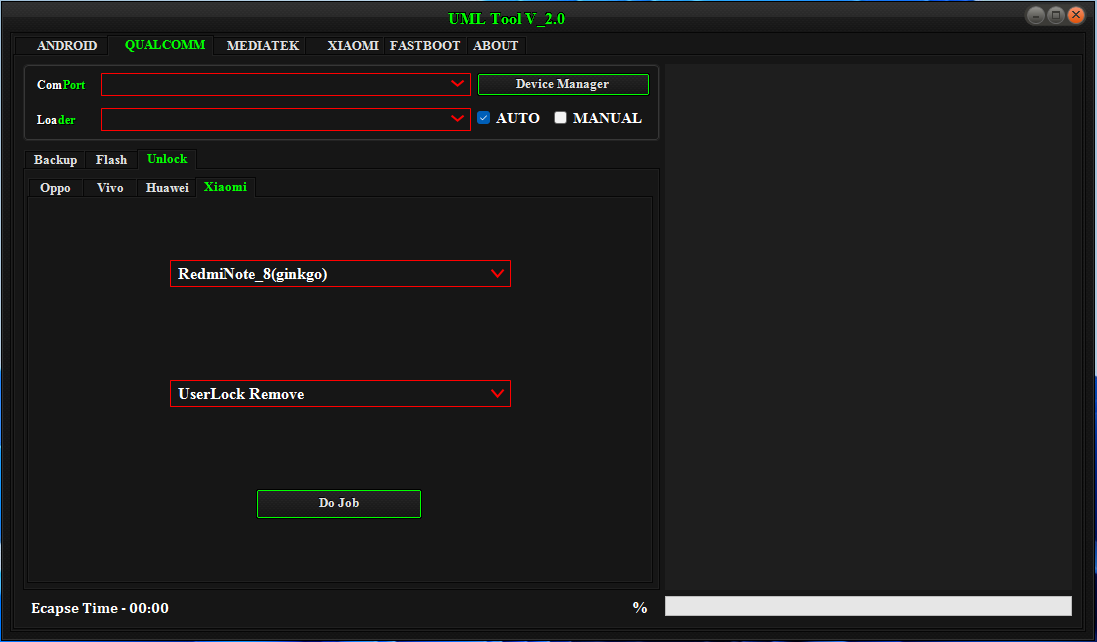 UML Tool V_2.0
ANDROID QUALCOMM MEDIATEK XIAOMI FASTBOOT ABOUT
ComPort Device Manager
Loader AUTO MANUAL
Backup Flash Unlock
Oppo Vivo Huawei Xiaomi
RedmiNote_8(ginkgo)
UserLock Remove
Do Job
Ecapse Time - 00:00 %